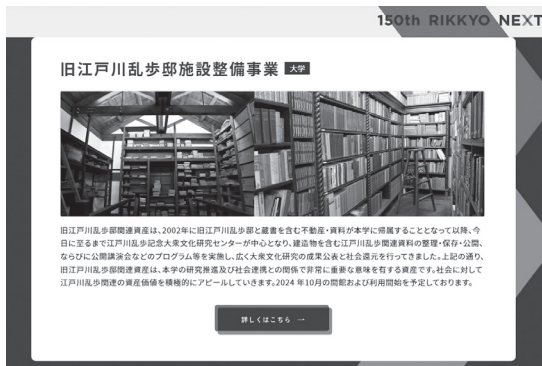 150th RIKKYO NEXT
旧江戸川乱歩邸施設整備事業 大学
旧江戸川乱歩邸関連資産は、2002年に旧江戸川乱歩邸と蔵書を含む不動産・資料が本学に帰属することとなって以降、今
日に至るまで江戸川乱歩記念大衆文化研究センターが中心となり、建造物を含む江戸川乱歩関連資料の整理・保存・公開、
ならびに公開講演会などのプログラム等を実施し、広く大衆文化研究の成果公表と社会還元を行ってきました。上記の通り、
旧江戸川乱歩邸関連資産は、本学の研究推進及び社会連携との関係で非常に重要な意味を有する資産です。社会に対して
江戸川乱歩関連の資産価値を積極的にアピールしていきます。2024 年10月の開館および利用開始を予定しております。
詳しくはこちら →